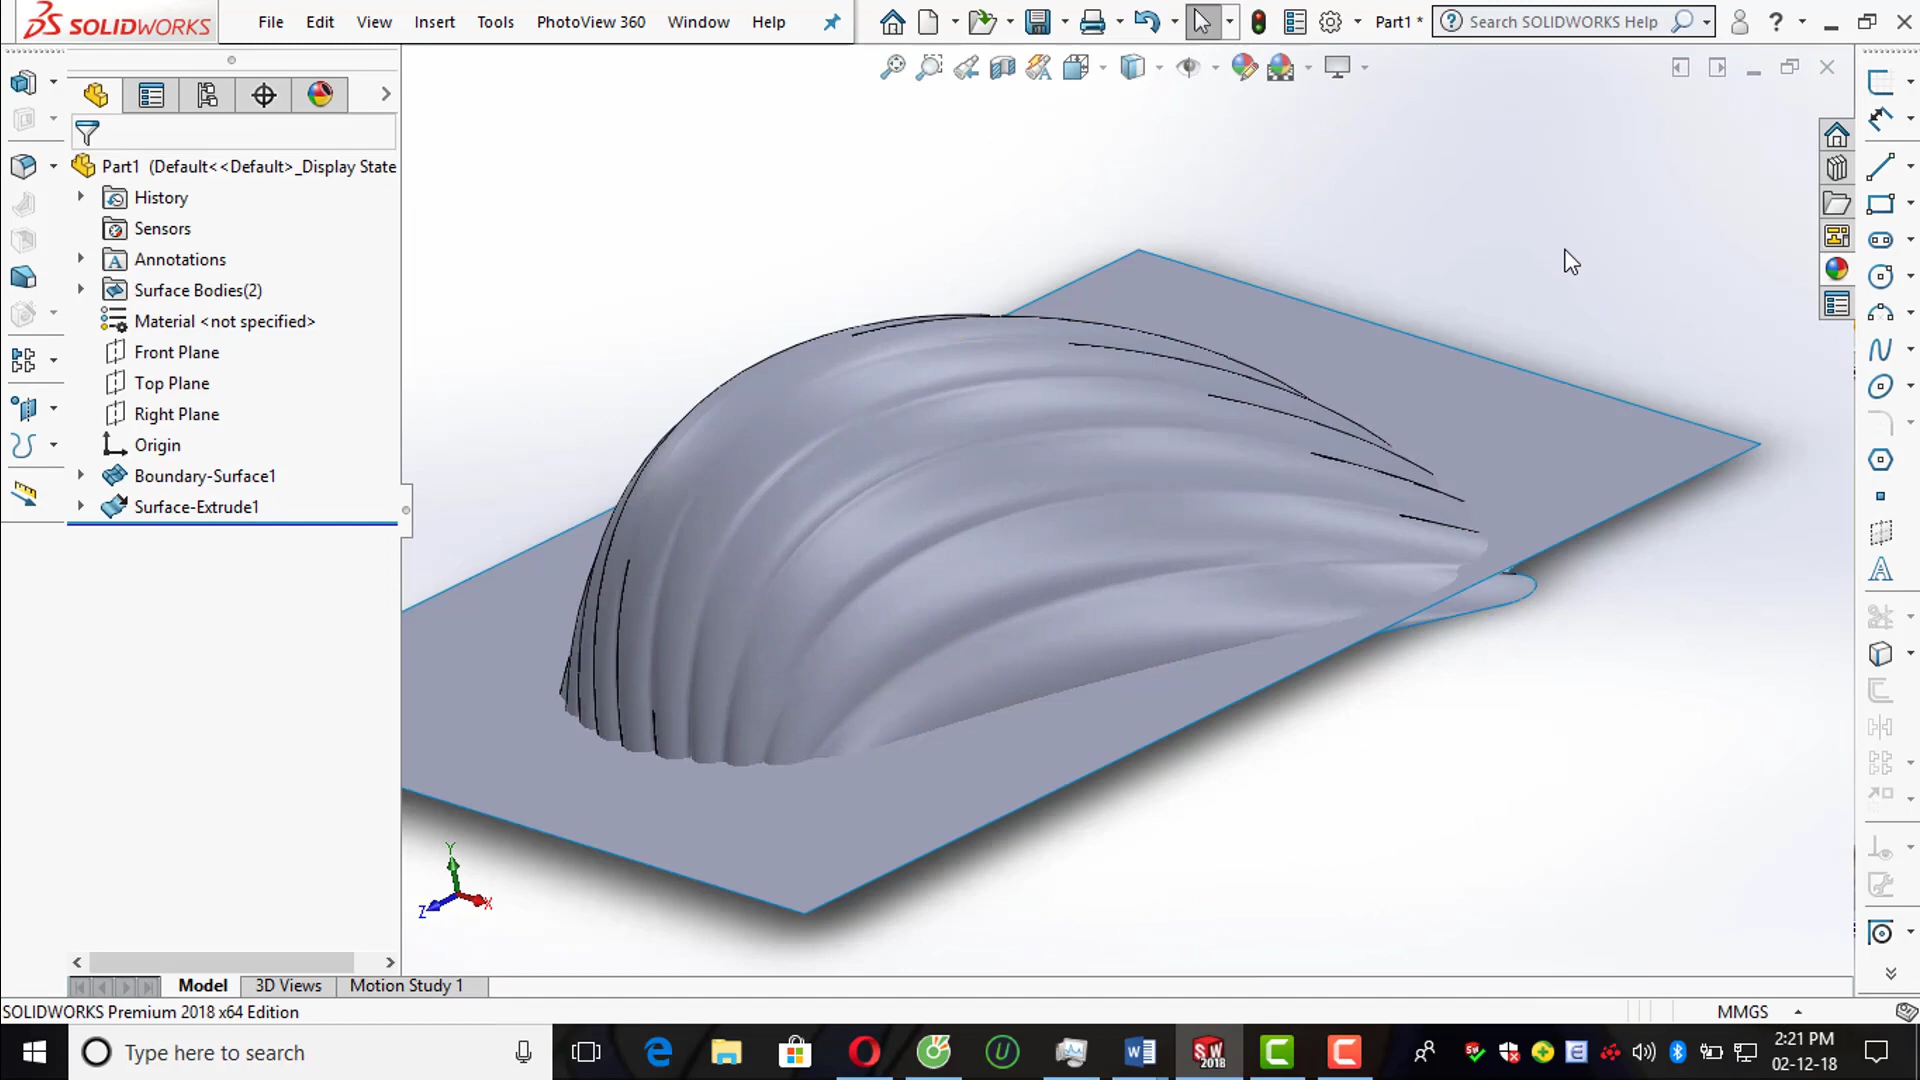 SOLIDWORKS
File Edit View Insert Tools PhotoView 360 Window Help
Part1 *
Search SOLIDWORKS Help
Part1 (Default<<Default>_Display State
History
Sensors
Annotations
Surface Bodies(2)
Material <not specified>
Front Plane
Top Plane
Right Plane
Origin
Boundary-Surface1
Surface-Extrude1
Y
Z
X
Model 3D Views Motion Study 1
SOLIDWORKS Premium 2018 x64 Edition
MMGS
Type here to search
SW
2018
2:21 PM
02-12-18